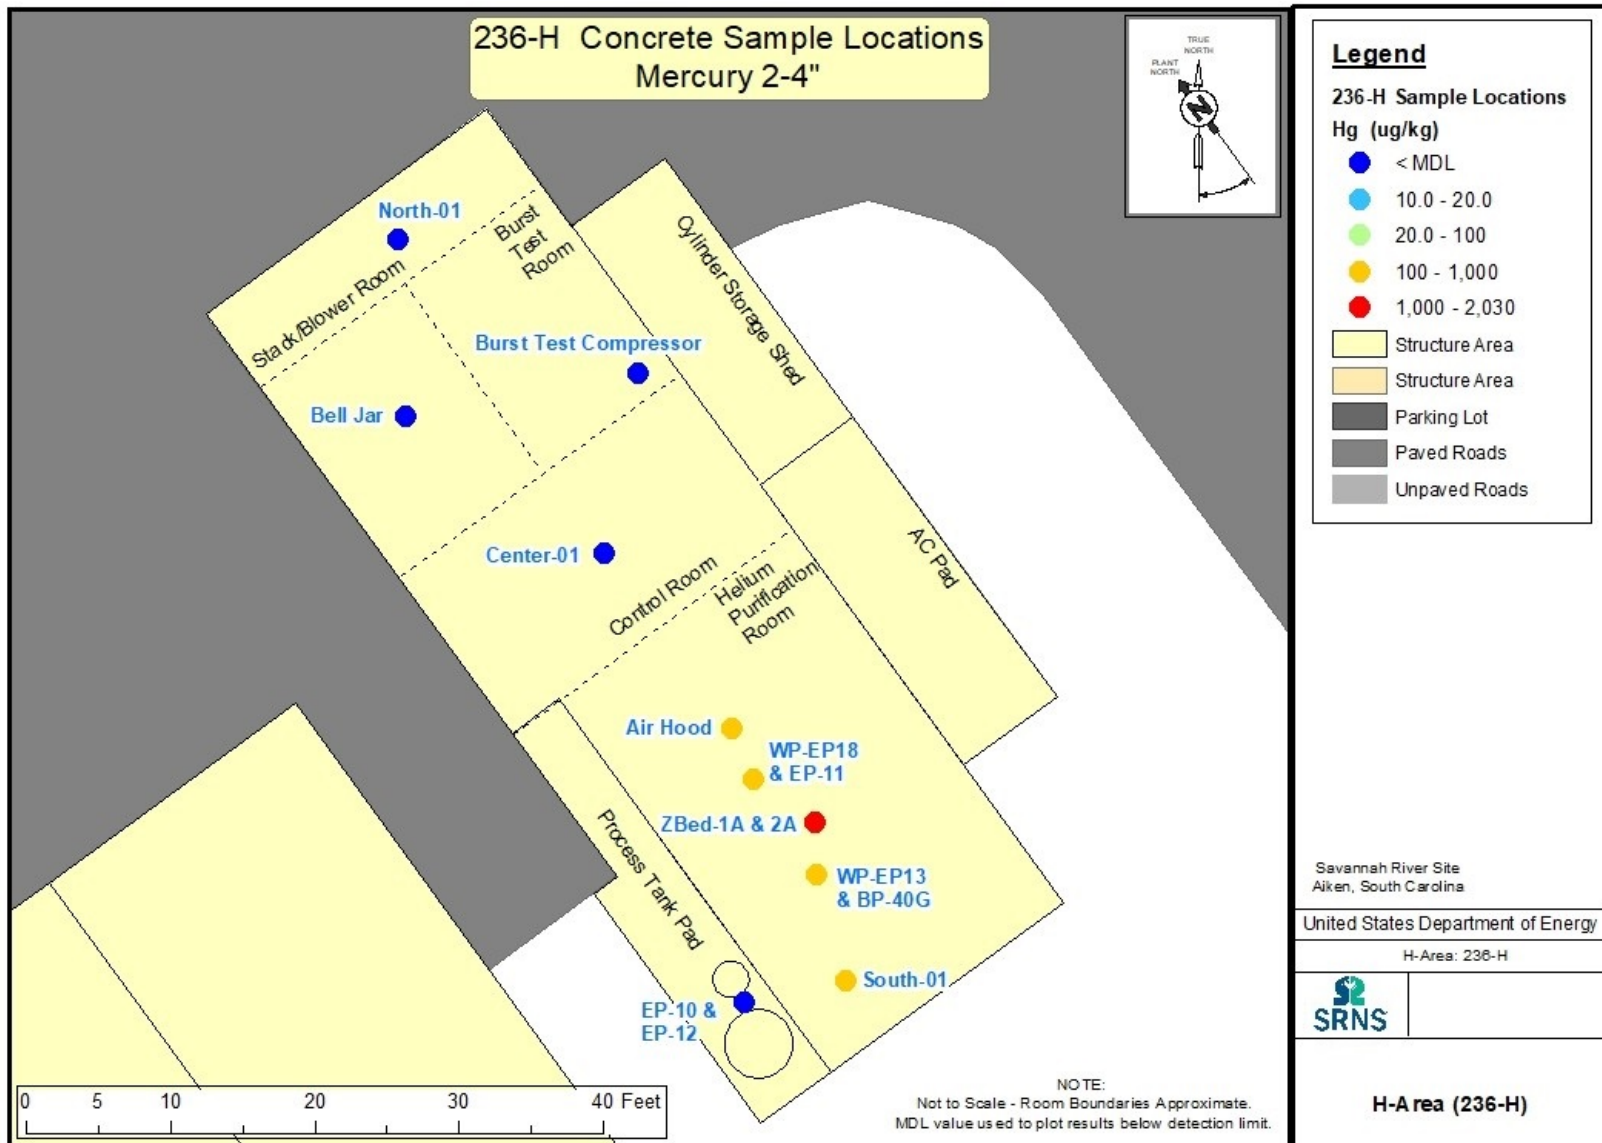 236-H Concrete Sample Locations
Mercury 2-4"
TRUE
NORTH
PLANT
NORTH
N
North-01
Burst
Test
Room
Stack/Blower Room
Cylinder Storage Shed
Burst Test Compressor
Bell Jar
Center-01
Control Room
Helium
Purification
Room
AC Pad
Air Hood
WP-EP18
& EP-11
ZBed-1A & 2A
WP-EP13
& BP-40G
Process Tank Pad
South-01
EP-10 &
EP-12
0 5 10 20 30 40 Feet
NOTE:
Not to Scale - Room Boundaries Approximate.
MDL value used to plot results below detection limit.
Legend
236-H Sample Locations
Hg (ug/kg)
< MDL
10.0 - 20.0
20.0 - 100
100 - 1,000
1,000 - 2,030
Structure Area
Structure Area
Parking Lot
Paved Roads
Unpaved Roads
Savannah River Site
Aiken, South Carolina
United States Department of Energy
H-Area: 236-H
SRNS
H-Area (236-H)